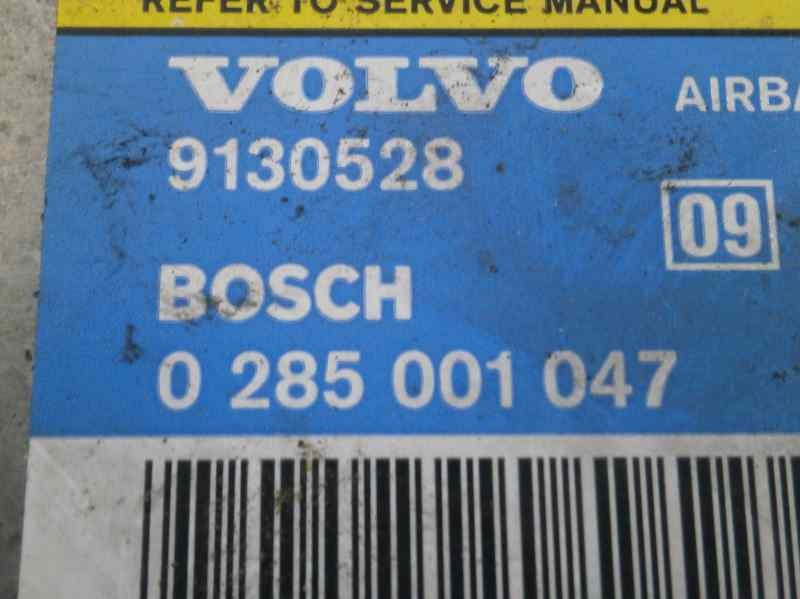 REFER TO SERVICE MANUAL
VOLVO AIRBA
9130528
09
BOSCH
0 285 001 047